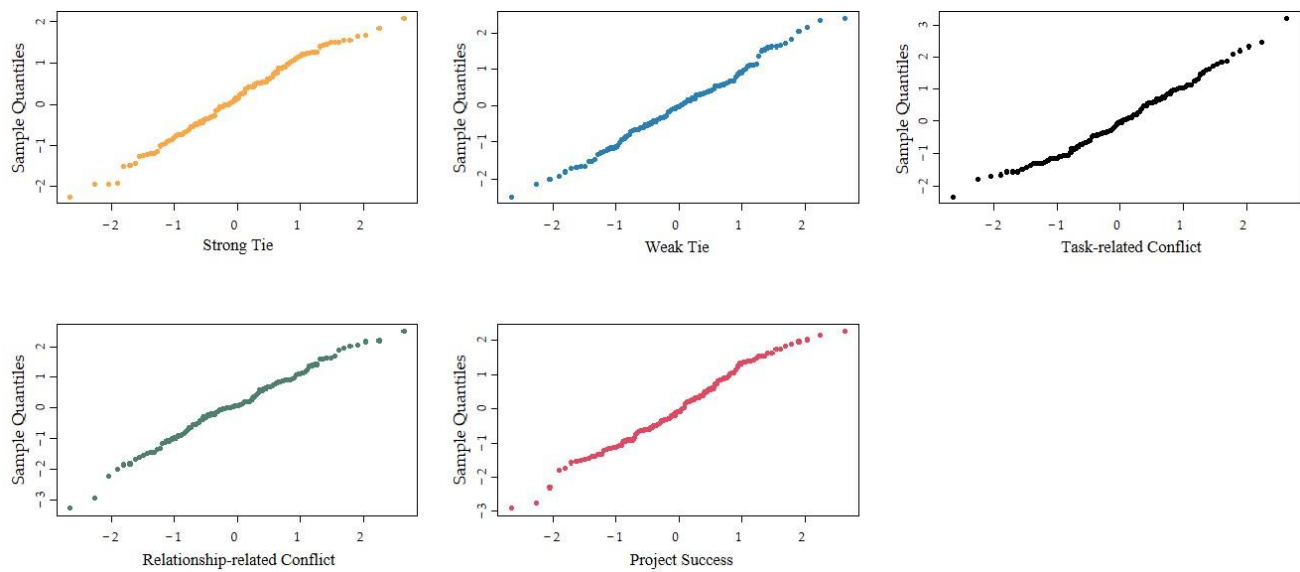 2
1
0
−1
−2
Sample Quantiles
−2 −1 0 1 2
Strong Tie
2
1
0
−1
−2
Sample Quantiles
−2 −1 0 1 2
Weak Tie
3
2
1
0
−1
−2
Sample Quantiles
−2 −1 0 1 2
Task-related Conflict
2
1
0
−1
−2
−3
Sample Quantiles
−2 −1 0 1 2
Relationship-related Conflict
2
1
0
−1
−2
−3
Sample Quantiles
−2 −1 0 1 2
Project Success